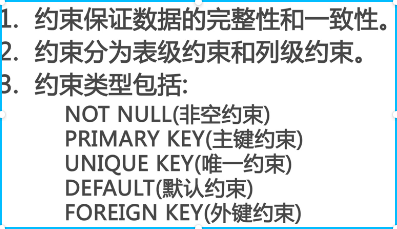 1. 约束保证数据的完整性和一致性。
2. 约束分为表级约束和列级约束。
3. 约束类型包括:
NOT NULL(非空约束)
PRIMARY KEY(主键约束)
UNIQUE KEY(唯一约束)
DEFAULT(默认约束)
FOREIGN KEY(外键约束)